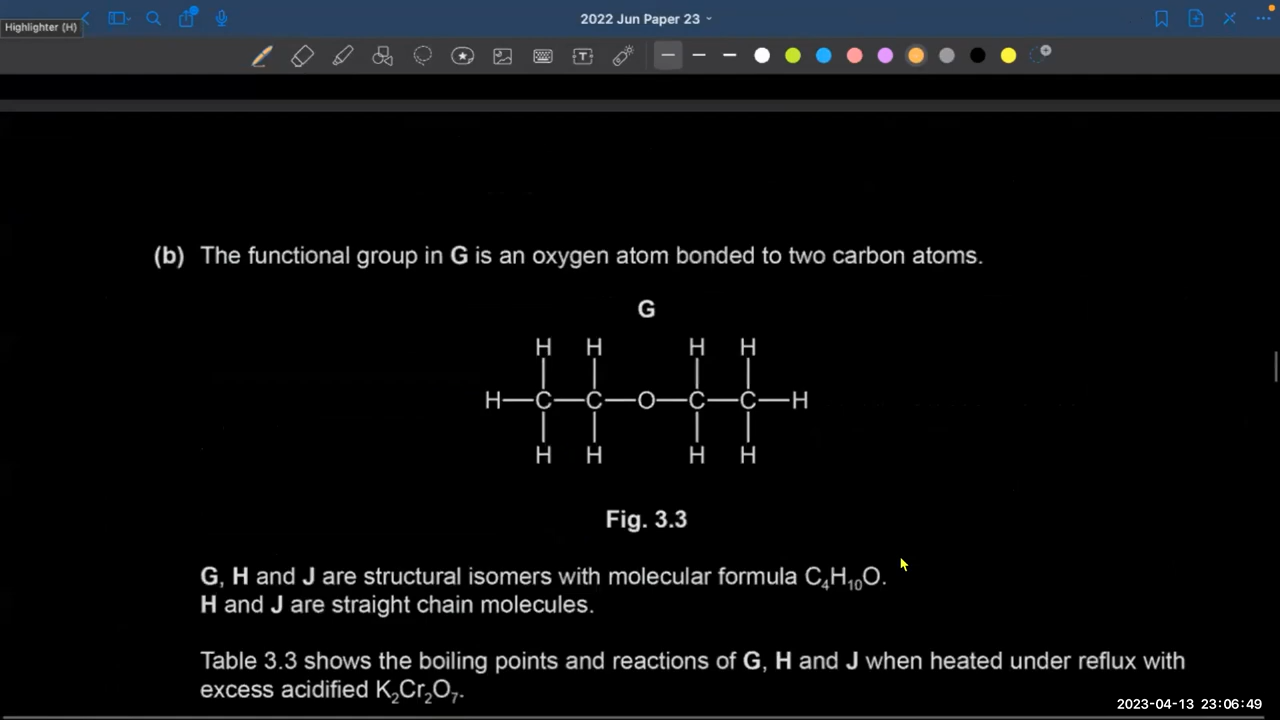 Highlighter (H)
2022 Jun Paper 23
T
(b) The functional group in G is an oxygen atom bonded to two carbon atoms.
G
H H H H
H—C—C—O—C—C—H
H H H H
Fig. 3.3
G, H and J are structural isomers with molecular formula C₄H₁₀O.
H and J are straight chain molecules.
Table 3.3 shows the boiling points and reactions of G, H and J when heated under reflux with
excess acidified K₂Cr₂O₇.
2023-04-13 23:06:49